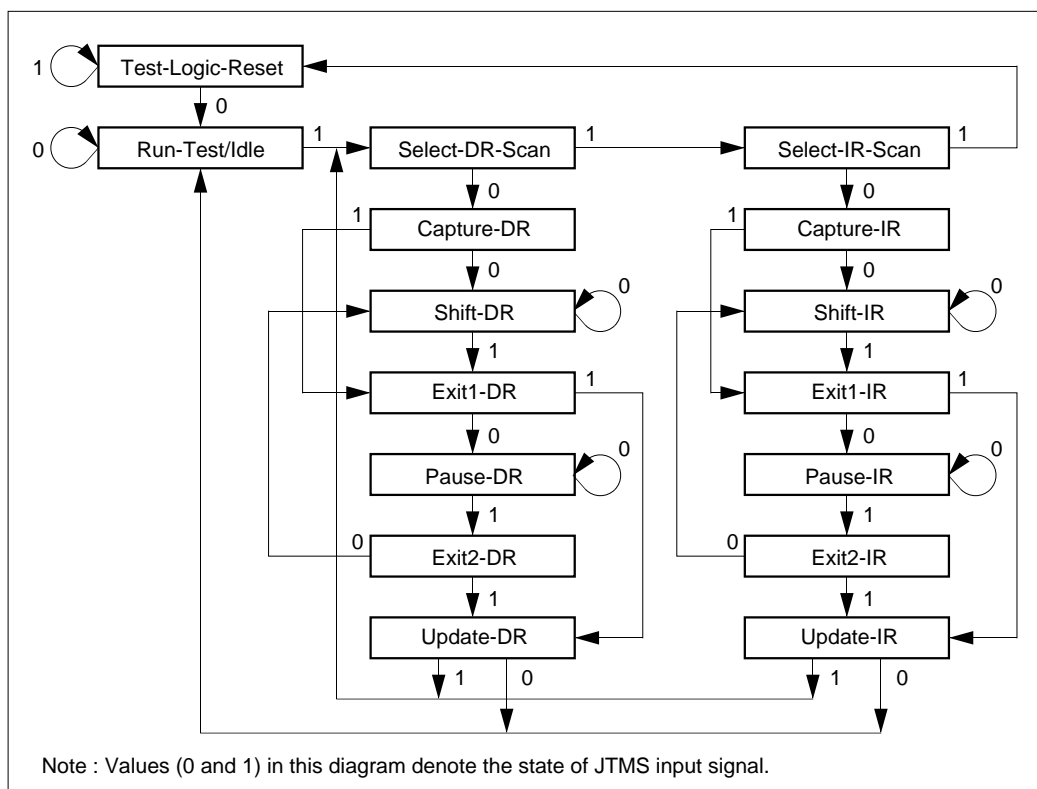 1
Test-Logic-Reset
0
0
Run-Test/Idle
1
Select-DR-Scan
1
Select-IR-Scan
1
0
0
1
Capture-DR
1
Capture-IR
0
0
Shift-DR
0
Shift-IR
0
1
1
Exit1-DR
1
Exit1-IR
1
0
0
Pause-DR
0
Pause-IR
0
1
1
0
Exit2-DR
0
Exit2-IR
1
1
Update-DR
Update-IR
1
0
1
0
Note : Values (0 and 1) in this diagram denote the state of JTMS input signal.